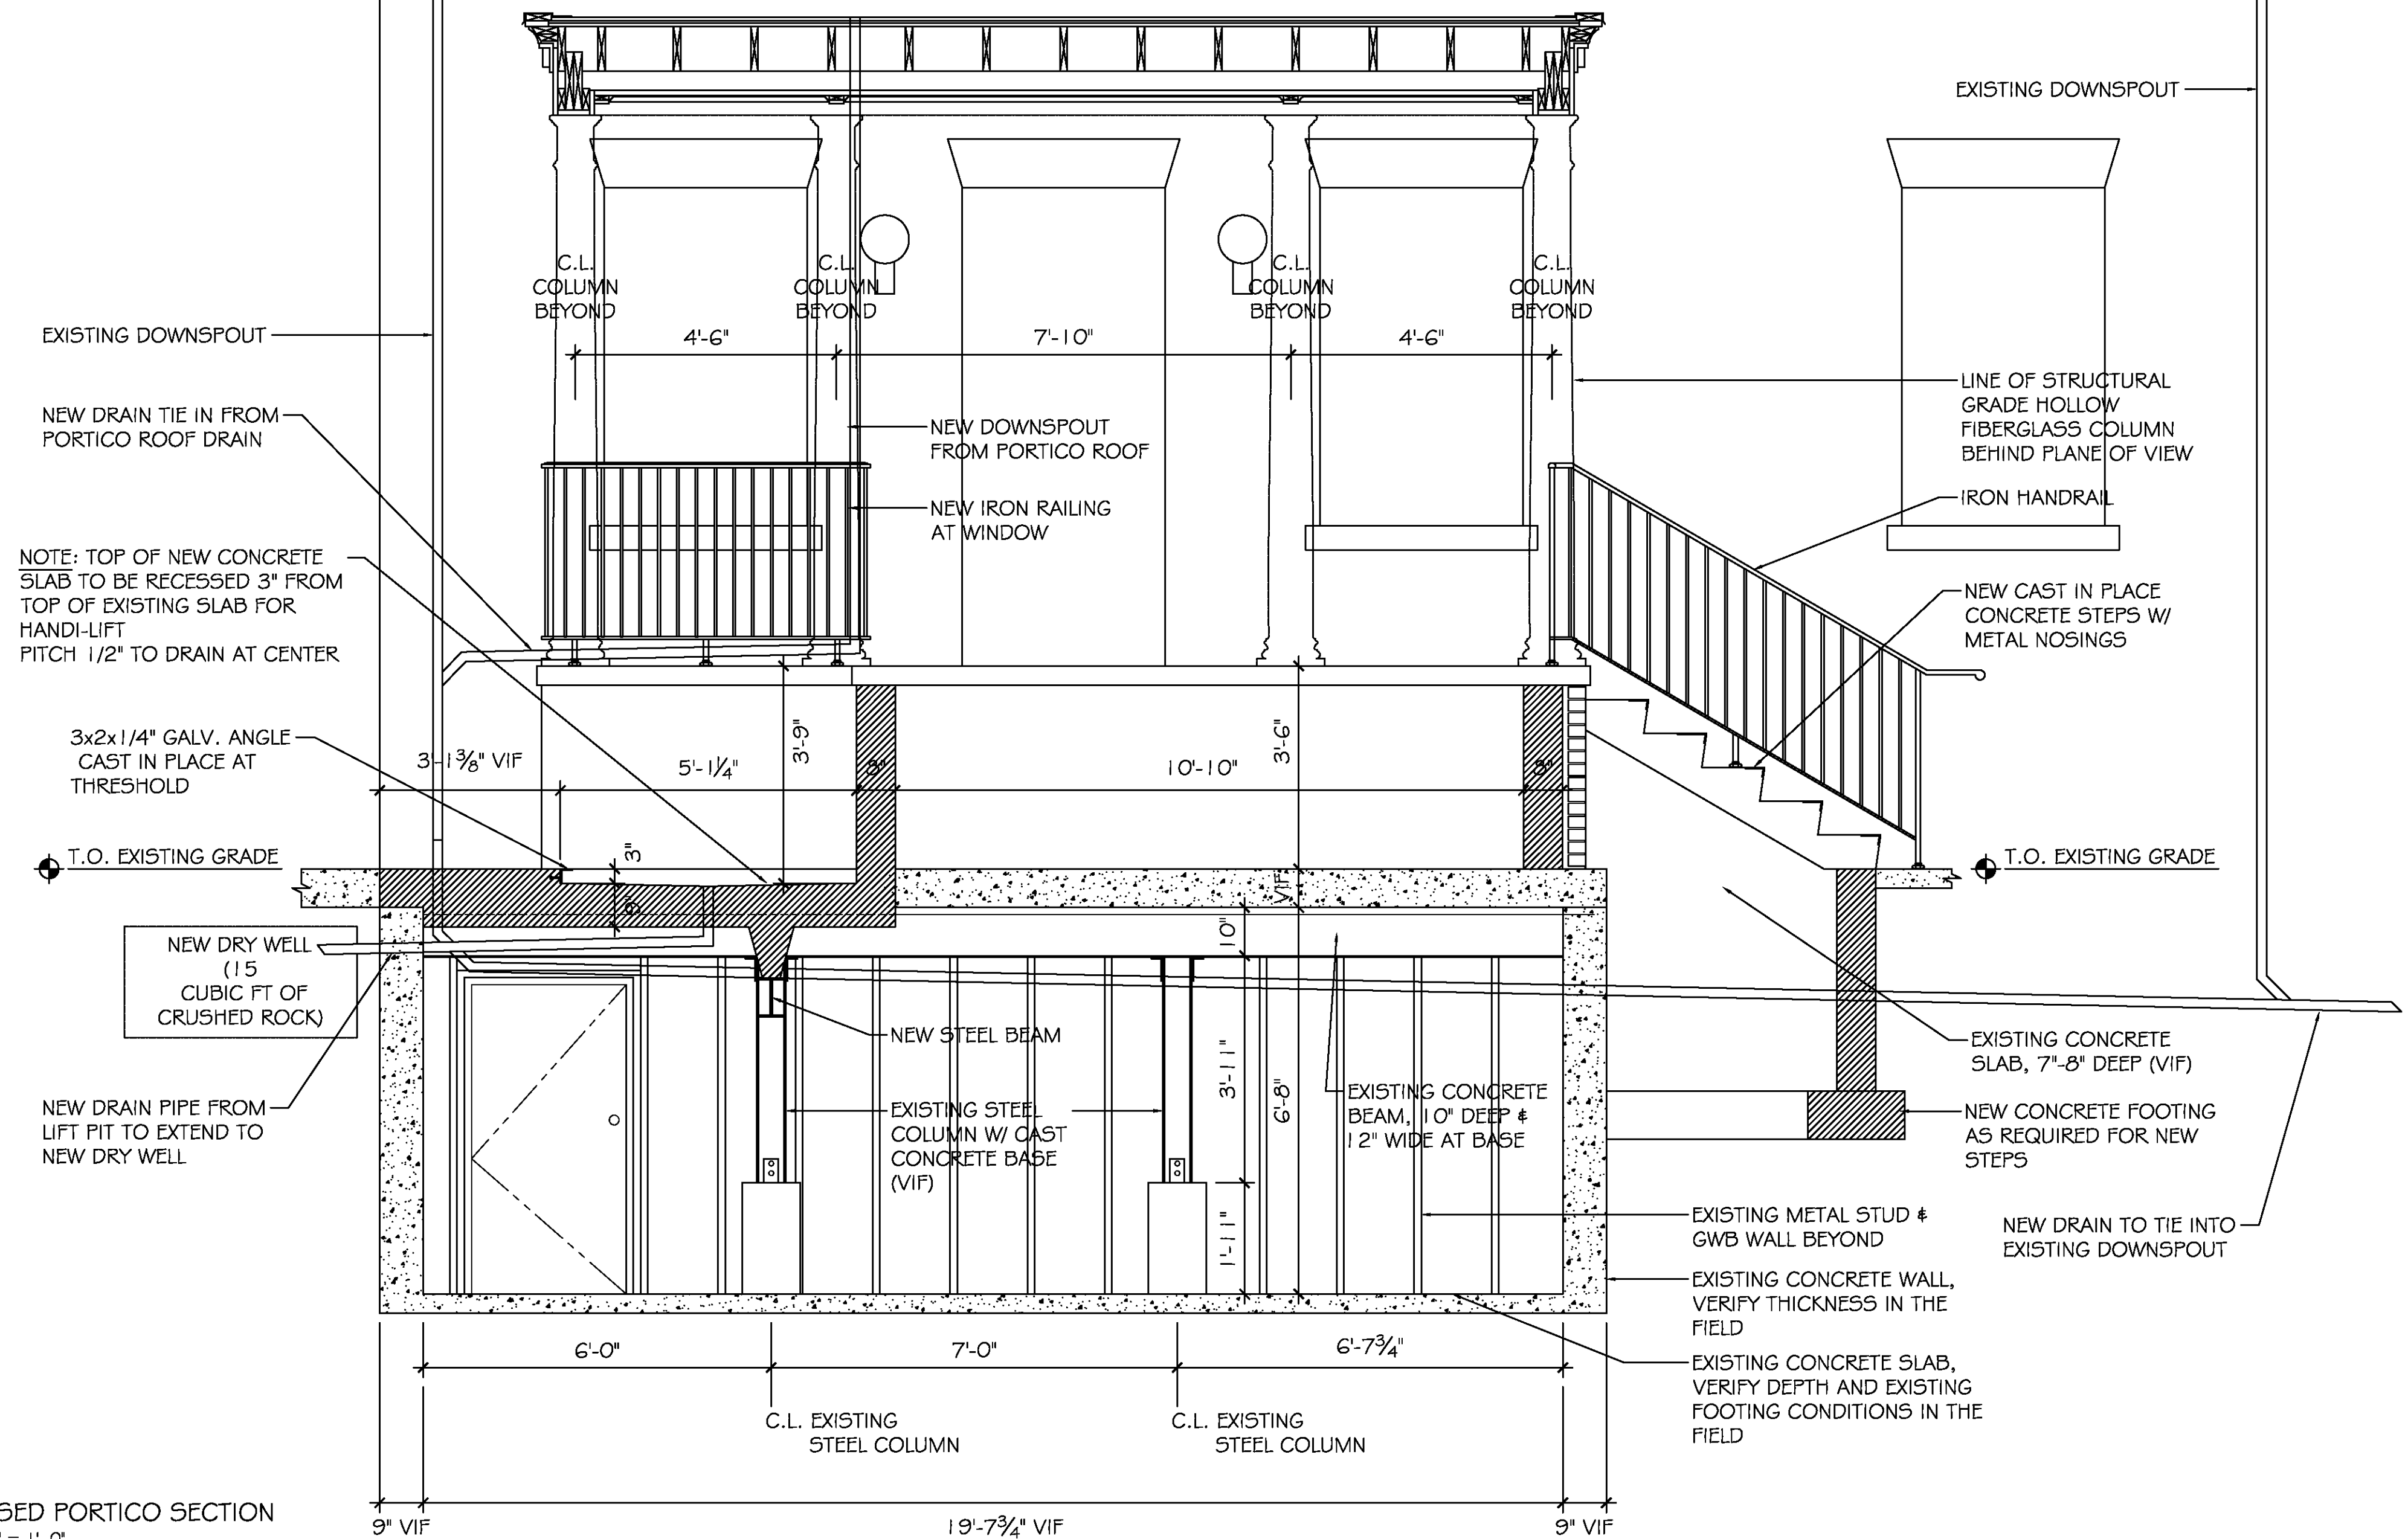 EXISTING DOWNSPOUT
C.L.
COLUMN
BEYOND
C.L.
COLUMN
BEYOND
C.L.
COLUMN
BEYOND
C.L.
COLUMN
BEYOND
EXISTING DOWNSPOUT
4'-6"
7'-10"
4'-6"
LINE OF STRUCTURAL
GRADE HOLLOW
FIBERGLASS COLUMN
BEHIND PLANE OF VIEW
NEW DRAIN TIE IN FROM
PORTICO ROOF DRAIN
NEW DOWNSPOUT
FROM PORTICO ROOF
IRON HANDRAIL
NEW IRON RAILING
AT WINDOW
NOTE: TOP OF NEW CONCRETE
SLAB TO BE RECESSED 3" FROM
TOP OF EXISTING SLAB FOR
HANDI-LIFT
PITCH 1/2" TO DRAIN AT CENTER
NEW CAST IN PLACE
CONCRETE STEPS W/
METAL NOSINGS
3x2x1/4" GALV. ANGLE
CAST IN PLACE AT
THRESHOLD
3'-1⅜" VIF
5'-1¼"
3'-9"
8"
10'-10"
3'-6"
8"
3"
T.O. EXISTING GRADE
T.O. EXISTING GRADE
9"
VIF
NEW DRY WELL
(15
CUBIC FT OF
CRUSHED ROCK)
10"
NEW STEEL BEAM
3'-11"
6'-8"
EXISTING CONCRETE
SLAB, 7"-8" DEEP (VIF)
EXISTING CONCRETE
BEAM, 10" DEEP &
12" WIDE AT BASE
NEW DRAIN PIPE FROM
LIFT PIT TO EXTEND TO
NEW DRY WELL
EXISTING STEEL
COLUMN W/ CAST
CONCRETE BASE
(VIF)
NEW CONCRETE FOOTING
AS REQUIRED FOR NEW
STEPS
1'-11"
EXISTING METAL STUD &
GWB WALL BEYOND
NEW DRAIN TO TIE INTO
EXISTING DOWNSPOUT
EXISTING CONCRETE WALL,
VERIFY THICKNESS IN THE
FIELD
6'-0"
7'-0"
6'-7¾"
EXISTING CONCRETE SLAB,
VERIFY DEPTH AND EXISTING
FOOTING CONDITIONS IN THE
FIELD
C.L. EXISTING
STEEL COLUMN
C.L. EXISTING
STEEL COLUMN
SED PORTICO SECTION
9" VIF
19'-7¾" VIF
9" VIF